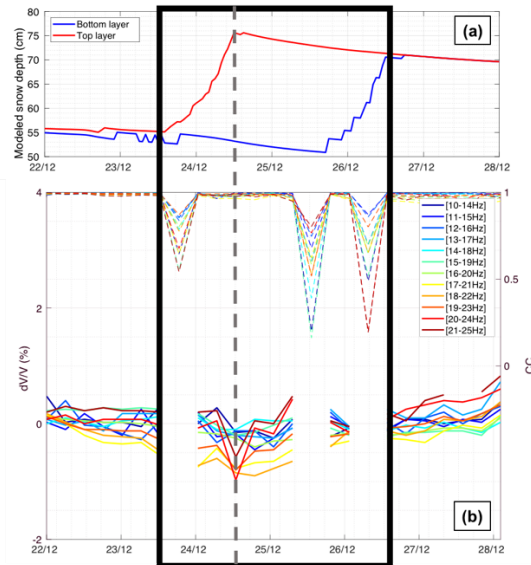 Modeled snow depth (cm)
80
75
70
65
60
55
50
Bottom layer
Top layer
(a)
22/12
23/12
24/12
25/12
26/12
27/12
28/12
dV/V (%)
4
4
0
-2
1
0.5
0
CC
[10-14Hz]
[11-15Hz]
[12-16Hz]
[13-17Hz]
[14-18Hz]
[15-19Hz]
[16-20Hz]
[17-21Hz]
[18-22Hz]
[19-23Hz]
[20-24Hz]
[21-25Hz]
(b)
22/12
23/12
24/12
25/12
26/12
27/12
28/12